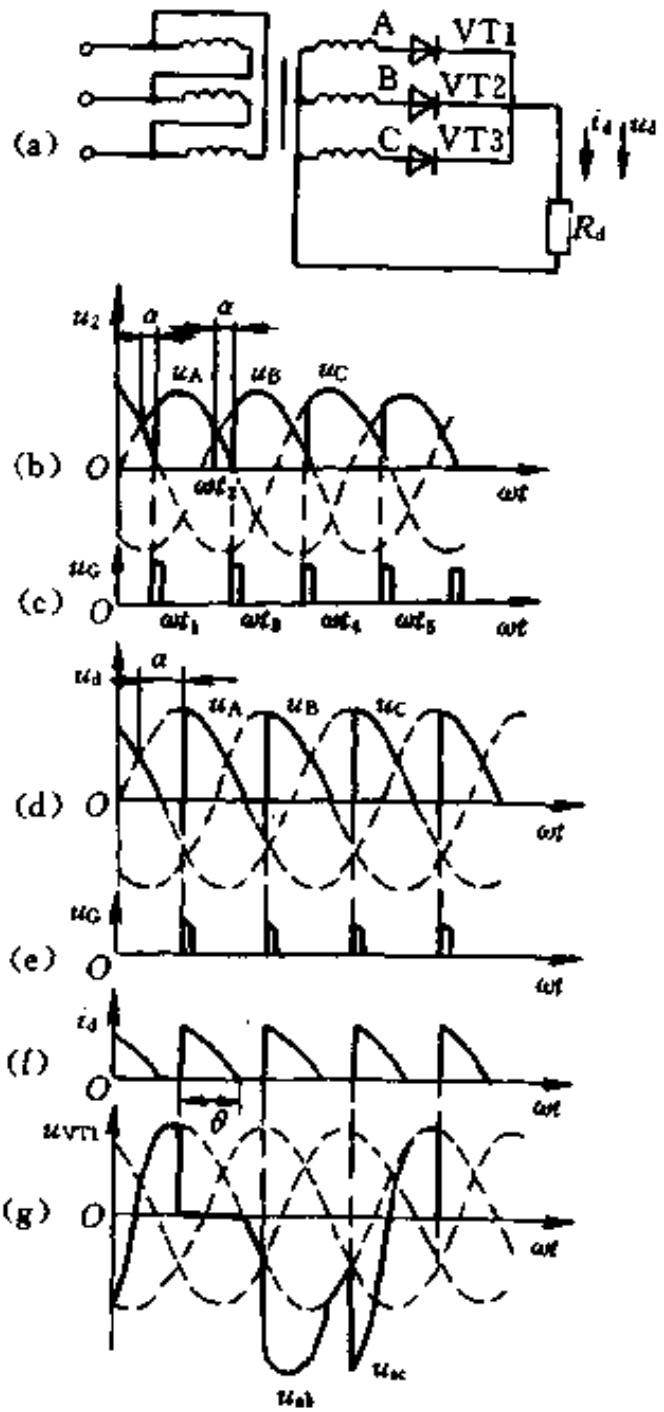 A VT1
B VT2
(a) C VT3 i_d u_d
R_d
u_2 α α
u_A u_B u_C
(b) O ωt_2 ωt
u_G
(c) O ωt_1 ωt_3 ωt_4 ωt_5 ωt
u_d α u_A u_B u_C
(d) O ωt
u_G
(e) O ωt
i_d
(f) O ωt
θ
u_VT1
(g) O ωt
u_ac
u_ab